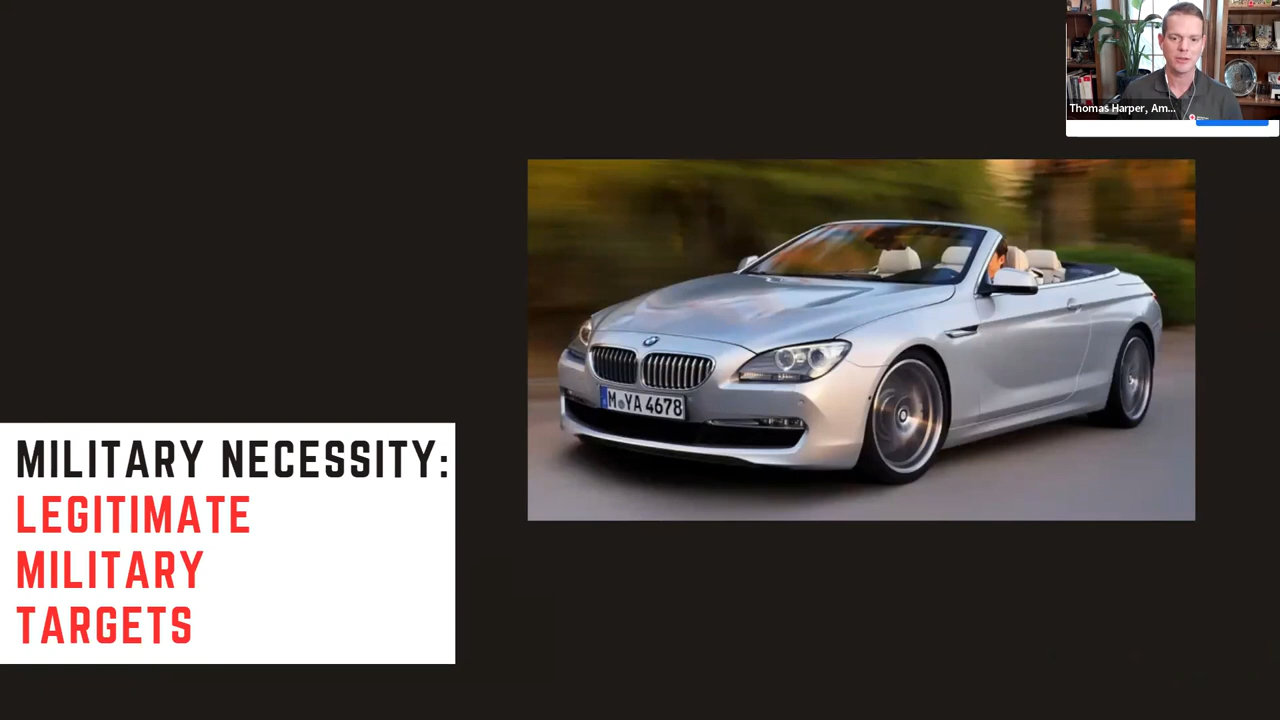 Thomas Harper, Am...
M YA 4678
MILITARY NECESSITY:
LEGITIMATE
MILITARY
TARGETS